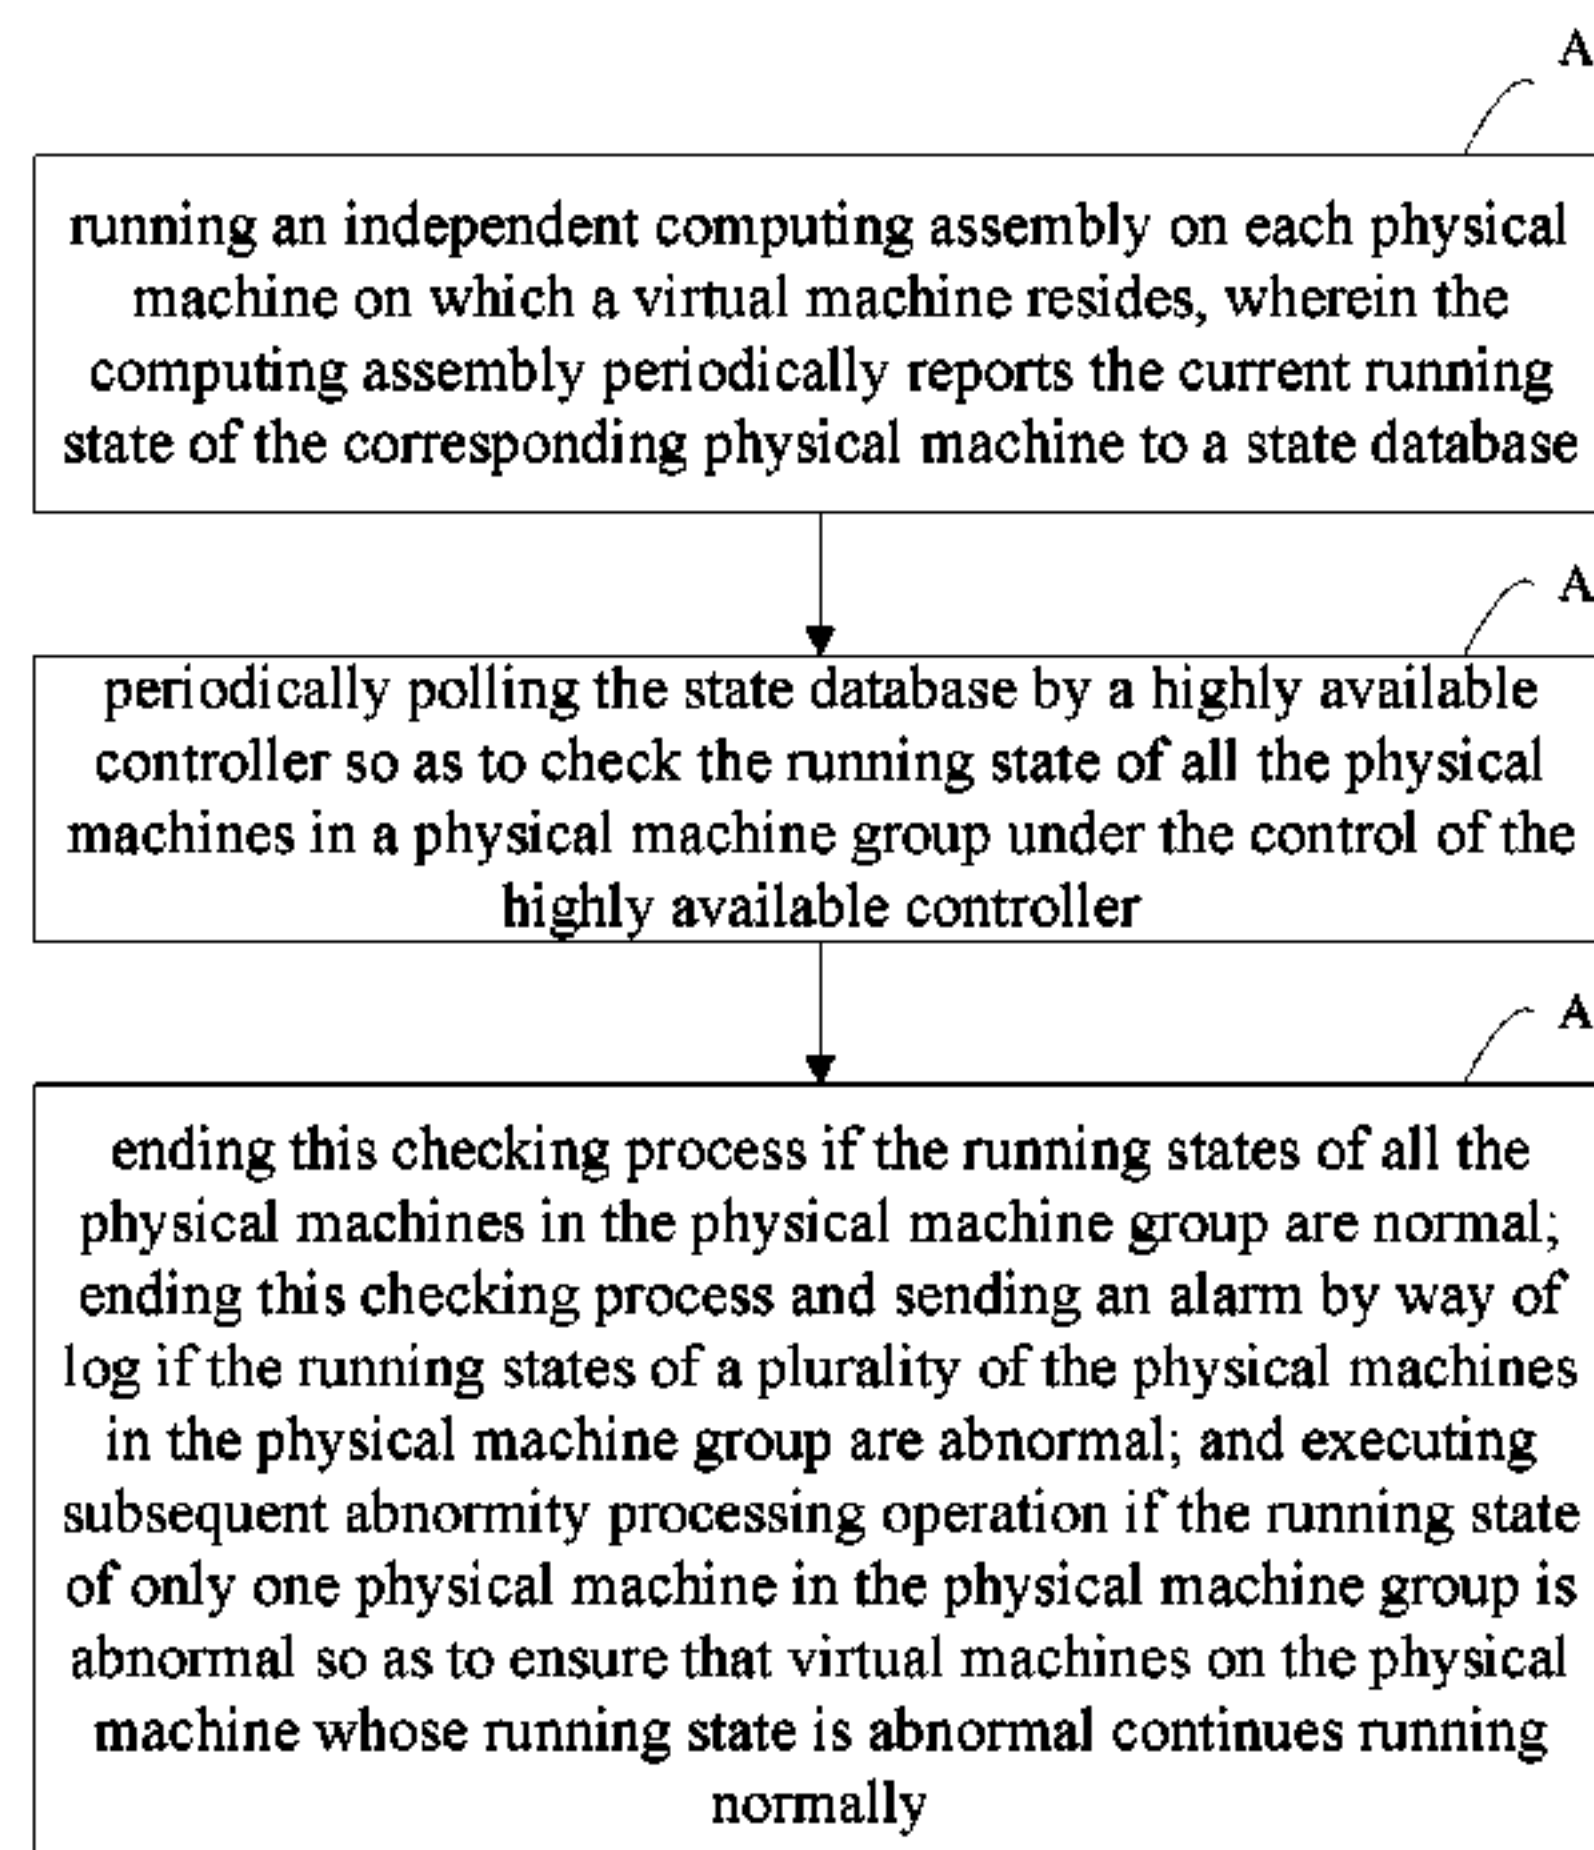 A
running an independent computing assembly on each physical
machine on which a virtual machine resides, wherein the
computing assembly periodically reports the current running
state of the corresponding physical machine to a state database
A
periodically polling the state database by a highly available
controller so as to check the running state of all the physical
machines in a physical machine group under the control of the
highly available controller
A
ending this checking process if the running states of all the
physical machines in the physical machine group are normal;
ending this checking process and sending an alarm by way of
log if the running states of a plurality of the physical machines
in the physical machine group are abnormal; and executing
subsequent abnormity processing operation if the running state
of only one physical machine in the physical machine group is
abnormal so as to ensure that virtual machines on the physical
machine whose running state is abnormal continues running
normally